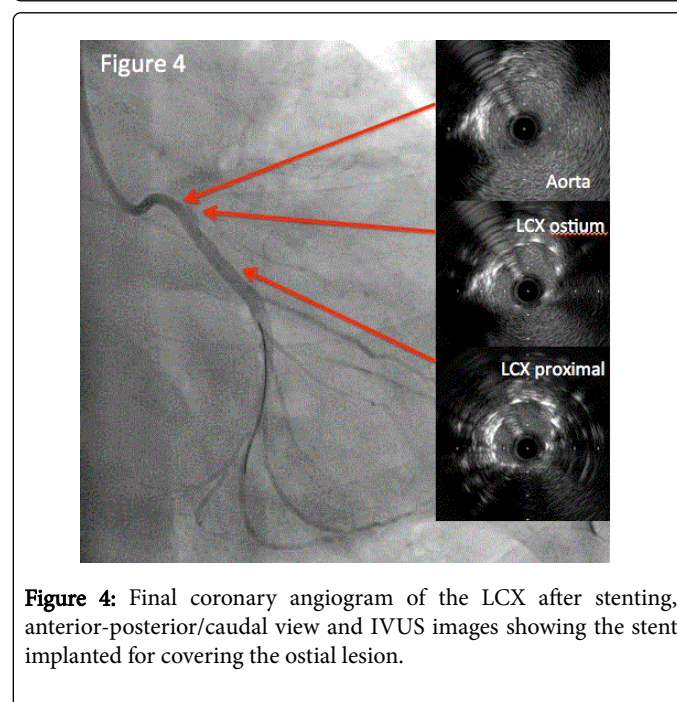 Figure 4
Aorta
LCX ostium
LCX proximal
Figure 4: Final coronary angiogram of the LCX after stenting,
anterior-posterior/caudal view and IVUS images showing the stent
implanted for covering the ostial lesion.